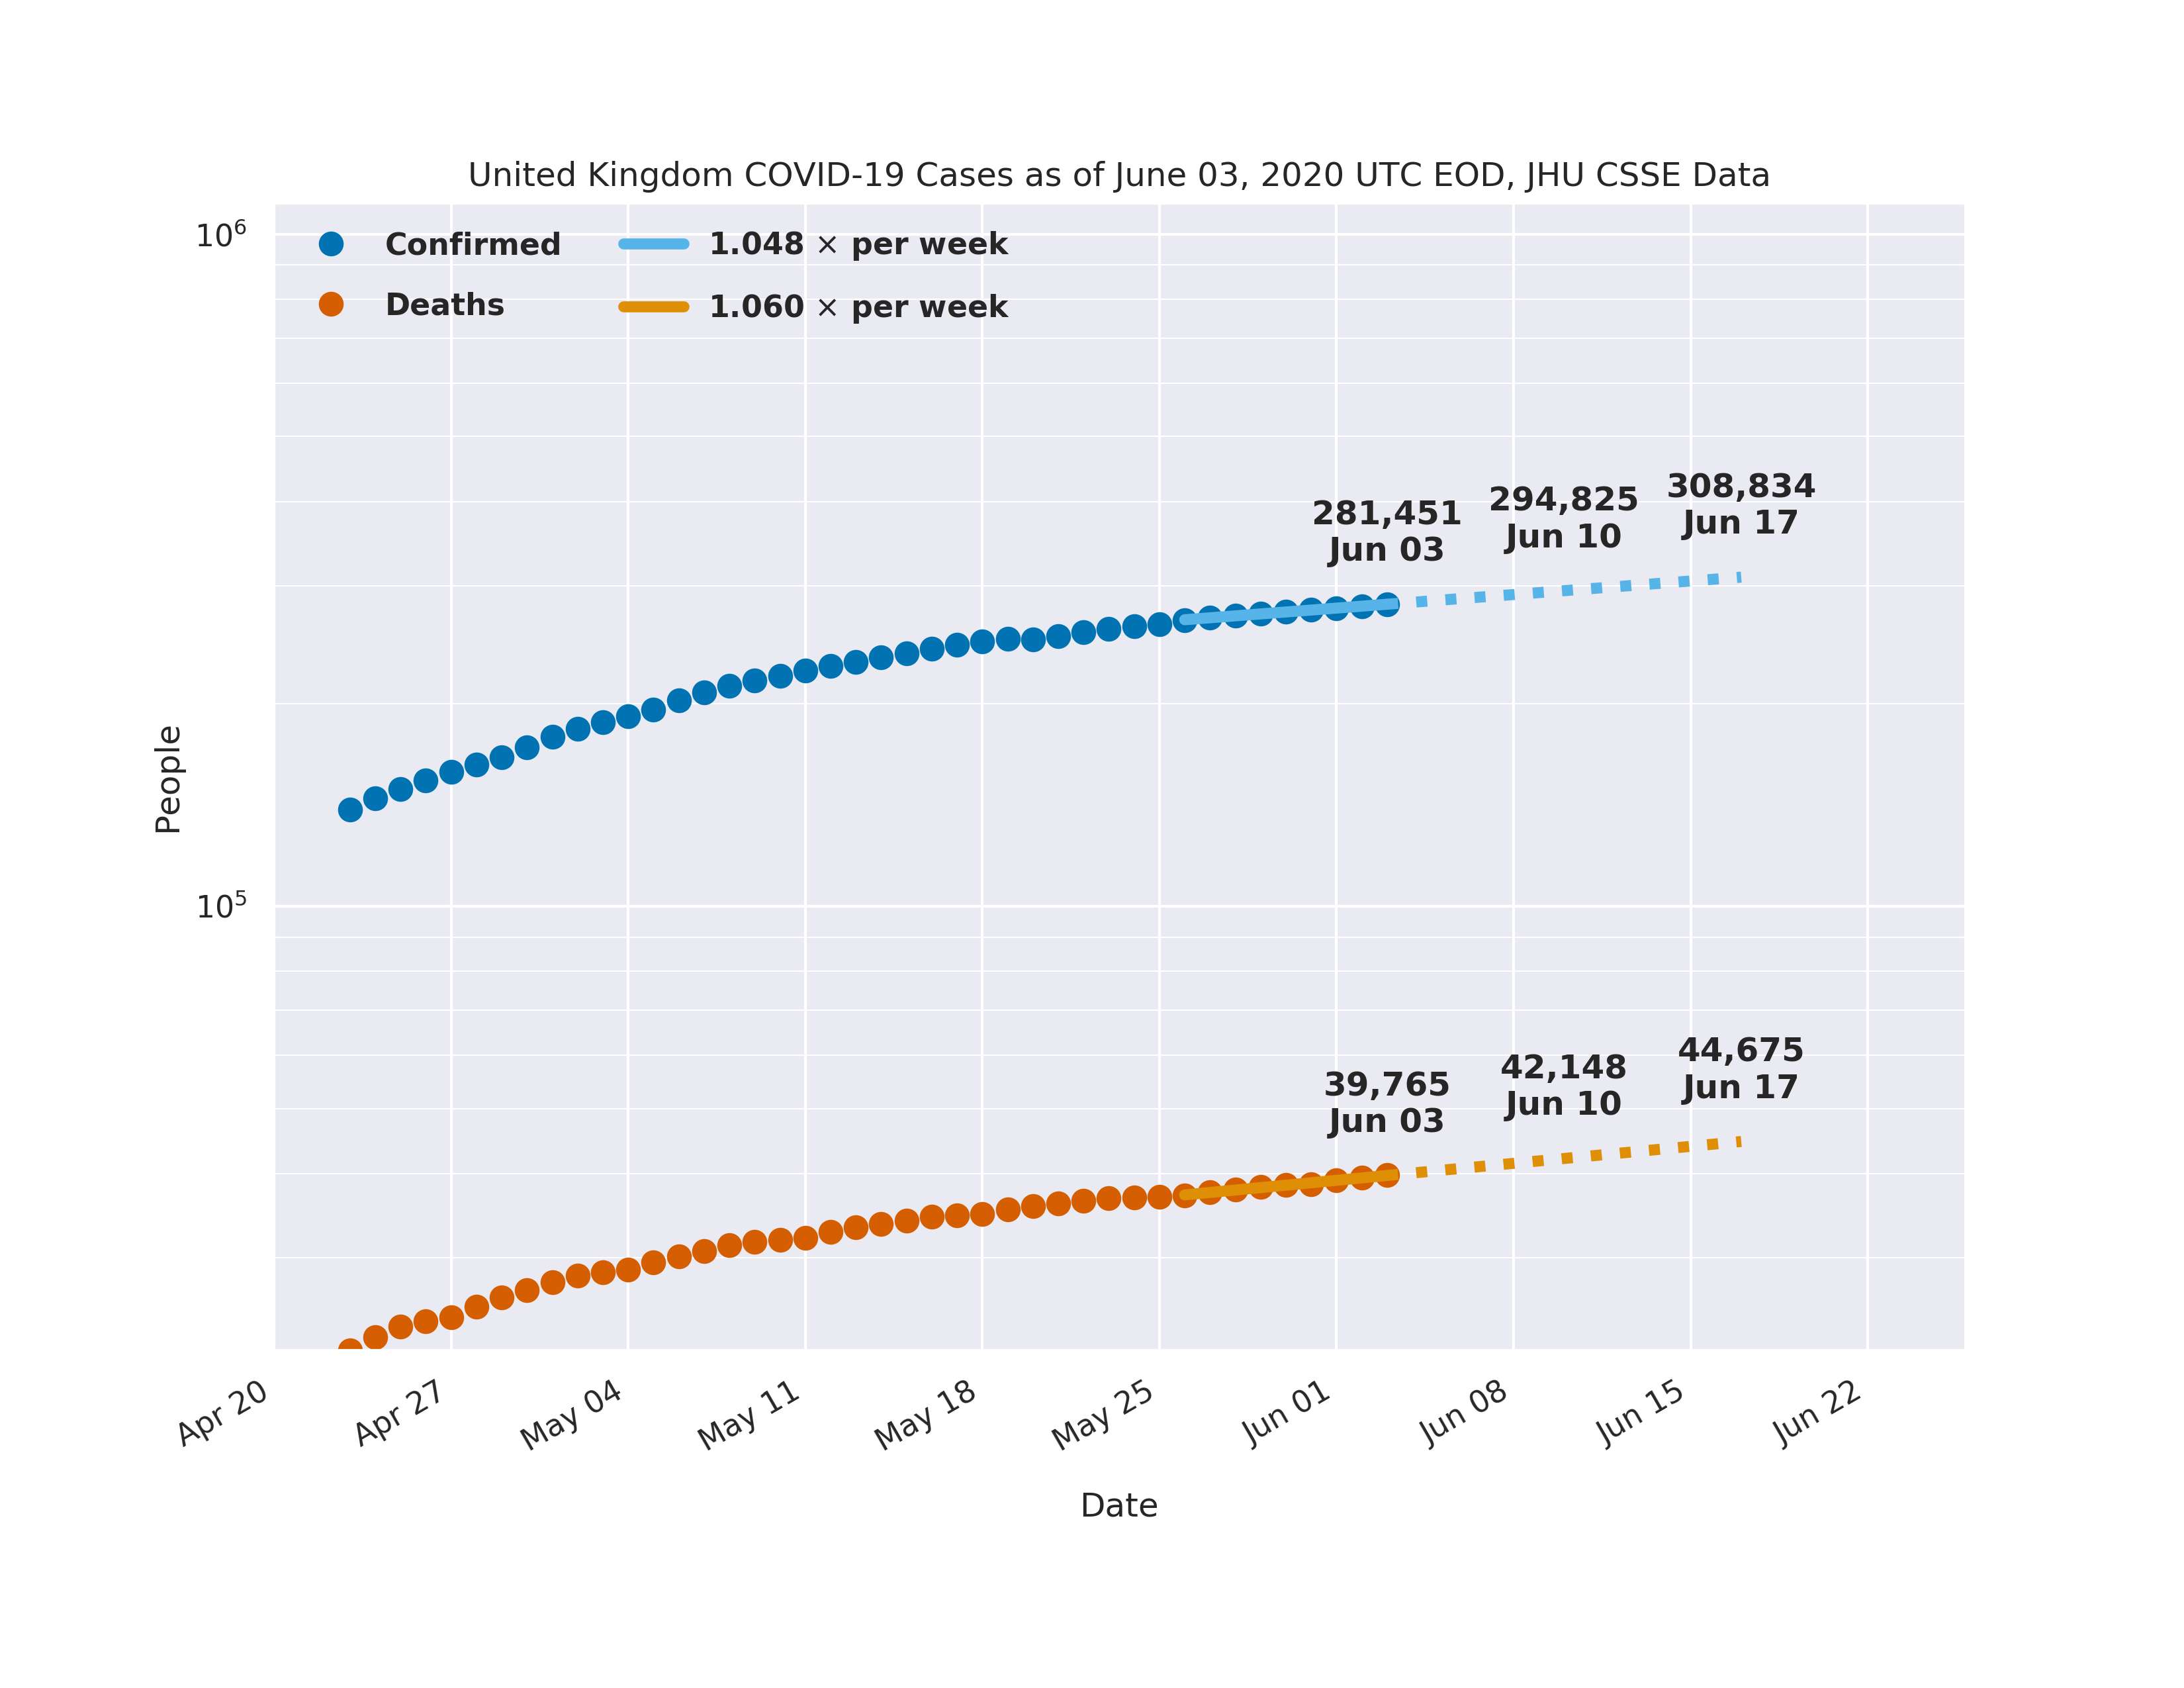 United Kingdom COVID-19 Cases as of June 03, 2020 UTC EOD, JHU CSSE Data
10⁶
Confirmed
1.048 × per week
Deaths
1.060 × per week
281,451
Jun 03
294,825
Jun 10
308,834
Jun 17
People
10⁵
39,765
Jun 03
42,148
Jun 10
44,675
Jun 17
Apr 20
Apr 27
May 04
May 11
May 18
May 25
Jun 01
Jun 08
Jun 15
Jun 22
Date